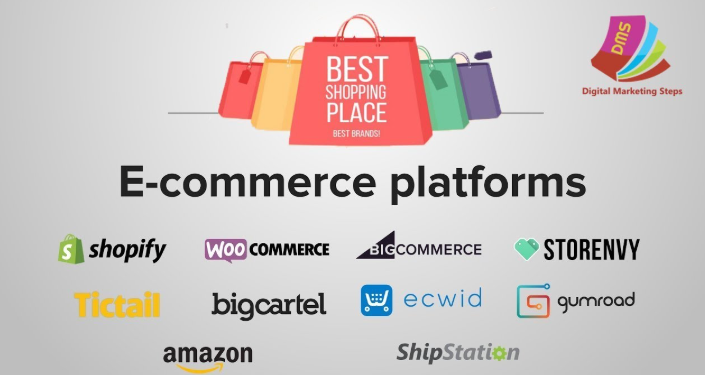 BEST
SHOPPING
PLACE
BEST BRANDS!
DMS
Digital Marketing Steps
E-commerce platforms
shopify
WOO COMMERCE
BIGCOMMERCE
STORENVY
Tictail
bigcartel
ecwid
gumroad
amazon
ShipStation